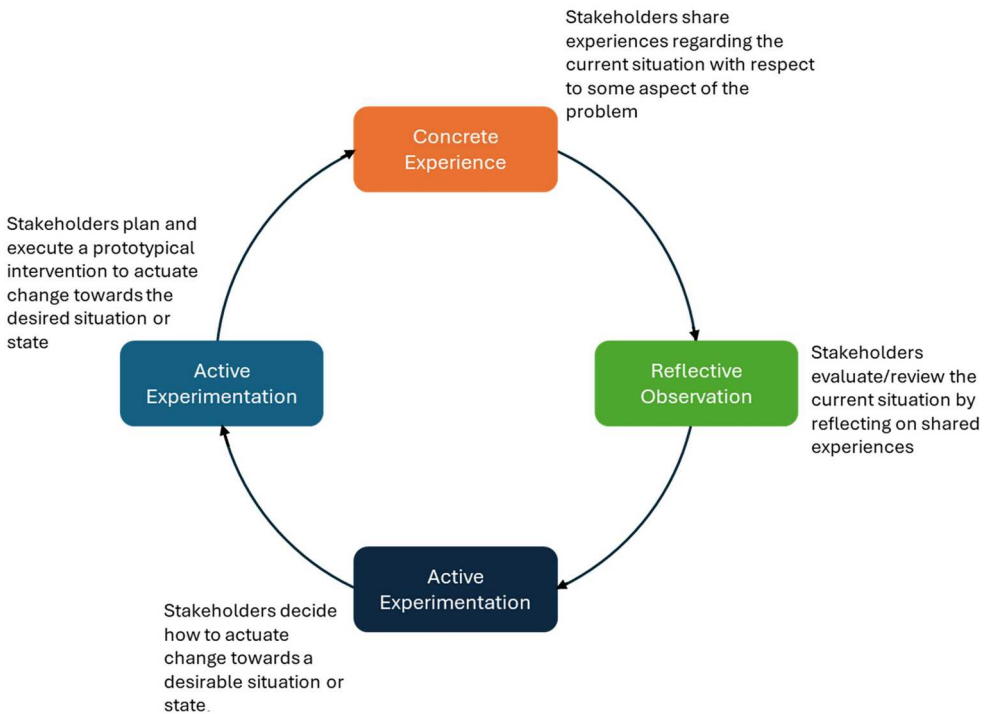 Stakeholders share
experiences regarding the
current situation with respect
to some aspect of the
problem
Concrete
Experience
Stakeholders plan and
execute a prototypical
intervention to actuate
change towards the
desired situation or
state
Active
Experimentation
Reflective
Observation
Stakeholders
evaluate/review the
current situation by
reflecting on shared
experiences
Active
Experimentation
Stakeholders decide
how to actuate
change towards a
desirable situation or
state.